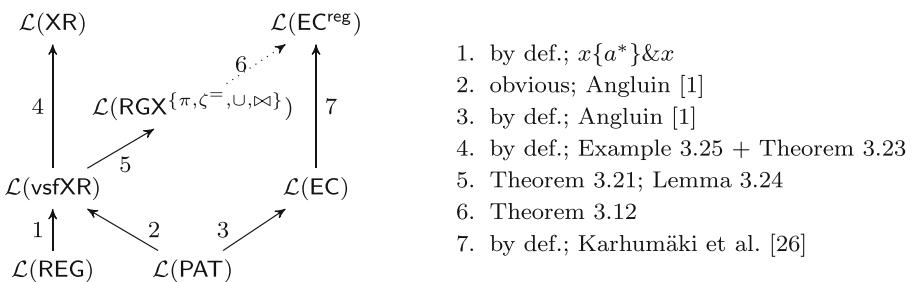 ℒ(XR) ℒ(EC^reg)
6
4 ℒ(RGX^{π,ζ^=,∪,⋈}) 7
5
ℒ(vsfXR) ℒ(EC)
1 2 3
ℒ(REG) ℒ(PAT)
1. by def.; x{a*}&x
2. obvious; Angluin [1]
3. by def.; Angluin [1]
4. by def.; Example 3.25 + Theorem 3.23
5. Theorem 3.21; Lemma 3.24
6. Theorem 3.12
7. by def.; Karhumäki et al. [26]